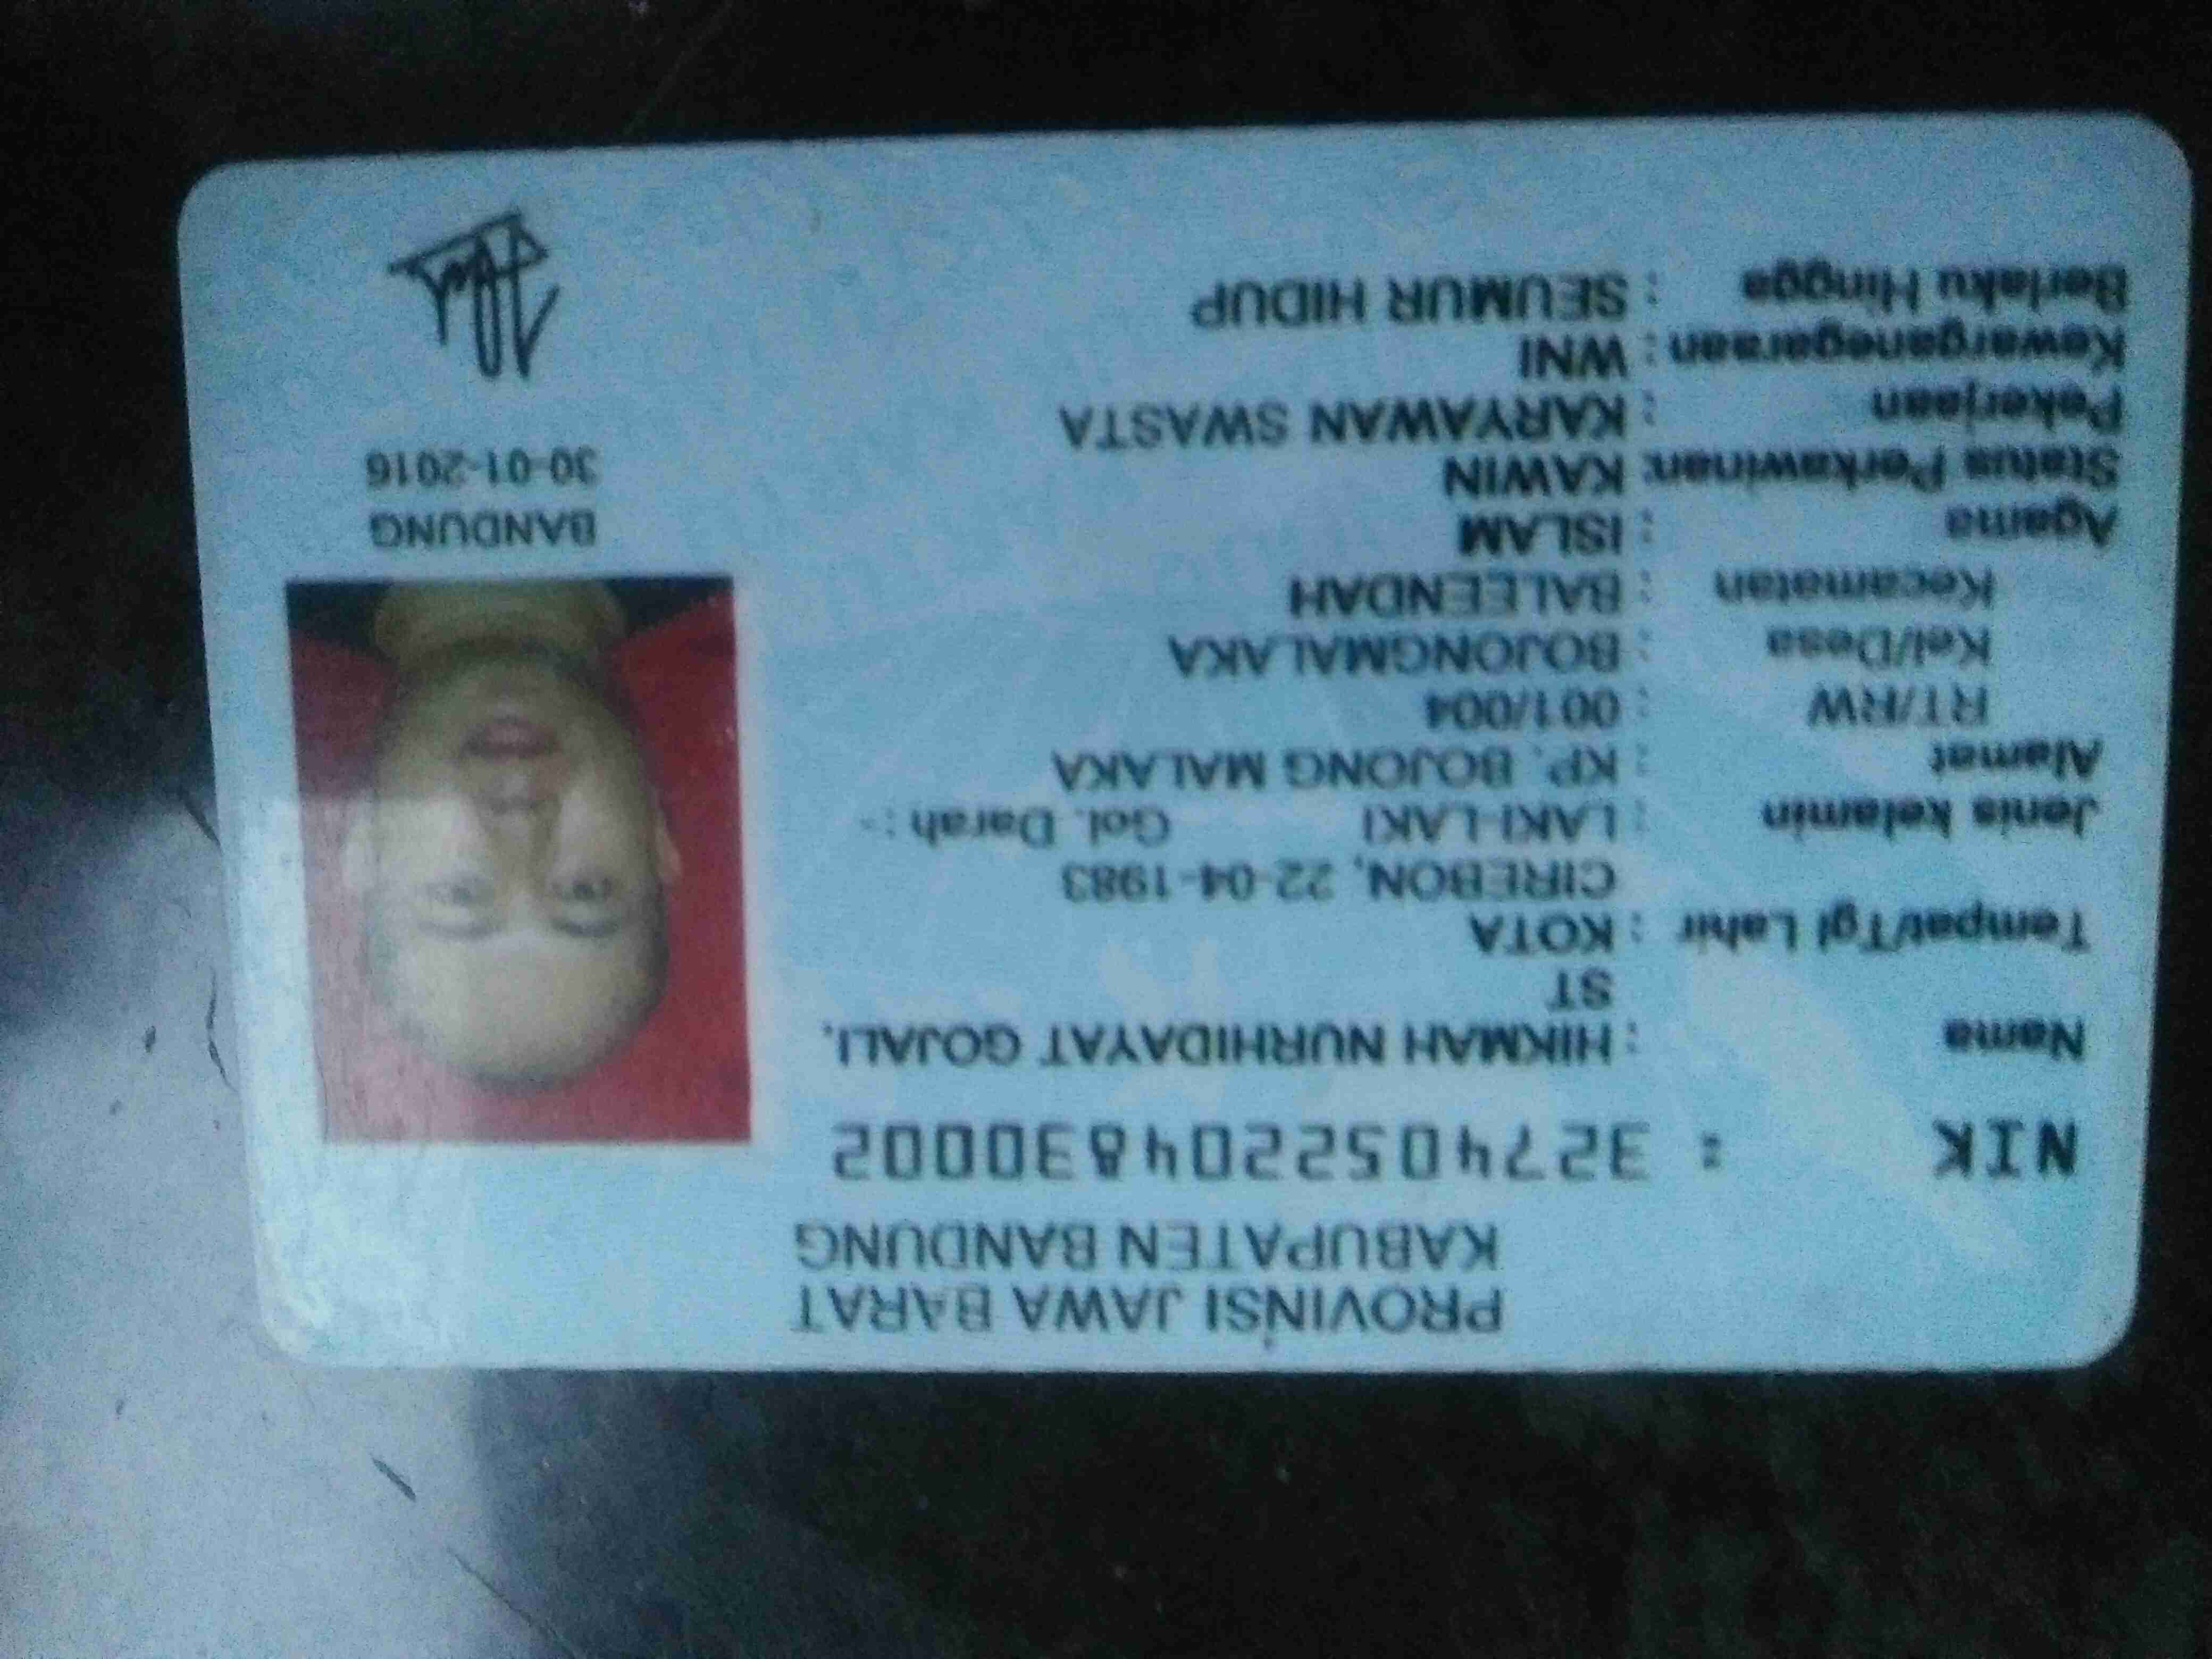 PROVINSI JAWA BARAT
KABUPATEN BANDUNG
NIK : 3274052204830002
Nama : HIKMAH NURHIDAYAT GOJALI,
ST
Tempat/Tgl Lahir : KOTA
CIREBON, 22-04-1983
Jenis kelamin : LAKI-LAKI Gol. Darah : -
Alamat : KP. BOJONG MALAKA
RT/RW : 001/004
Kel/Desa : BOJONGMALAKA
Kecamatan : BALEENDAH
Agama : ISLAM
Status Perkawinan: KAWIN
Pekerjaan : KARYAWAN SWASTA
Kewarganegaraan : WNI
Berlaku Hingga : SEUMUR HIDUP
BANDUNG
30-01-2016